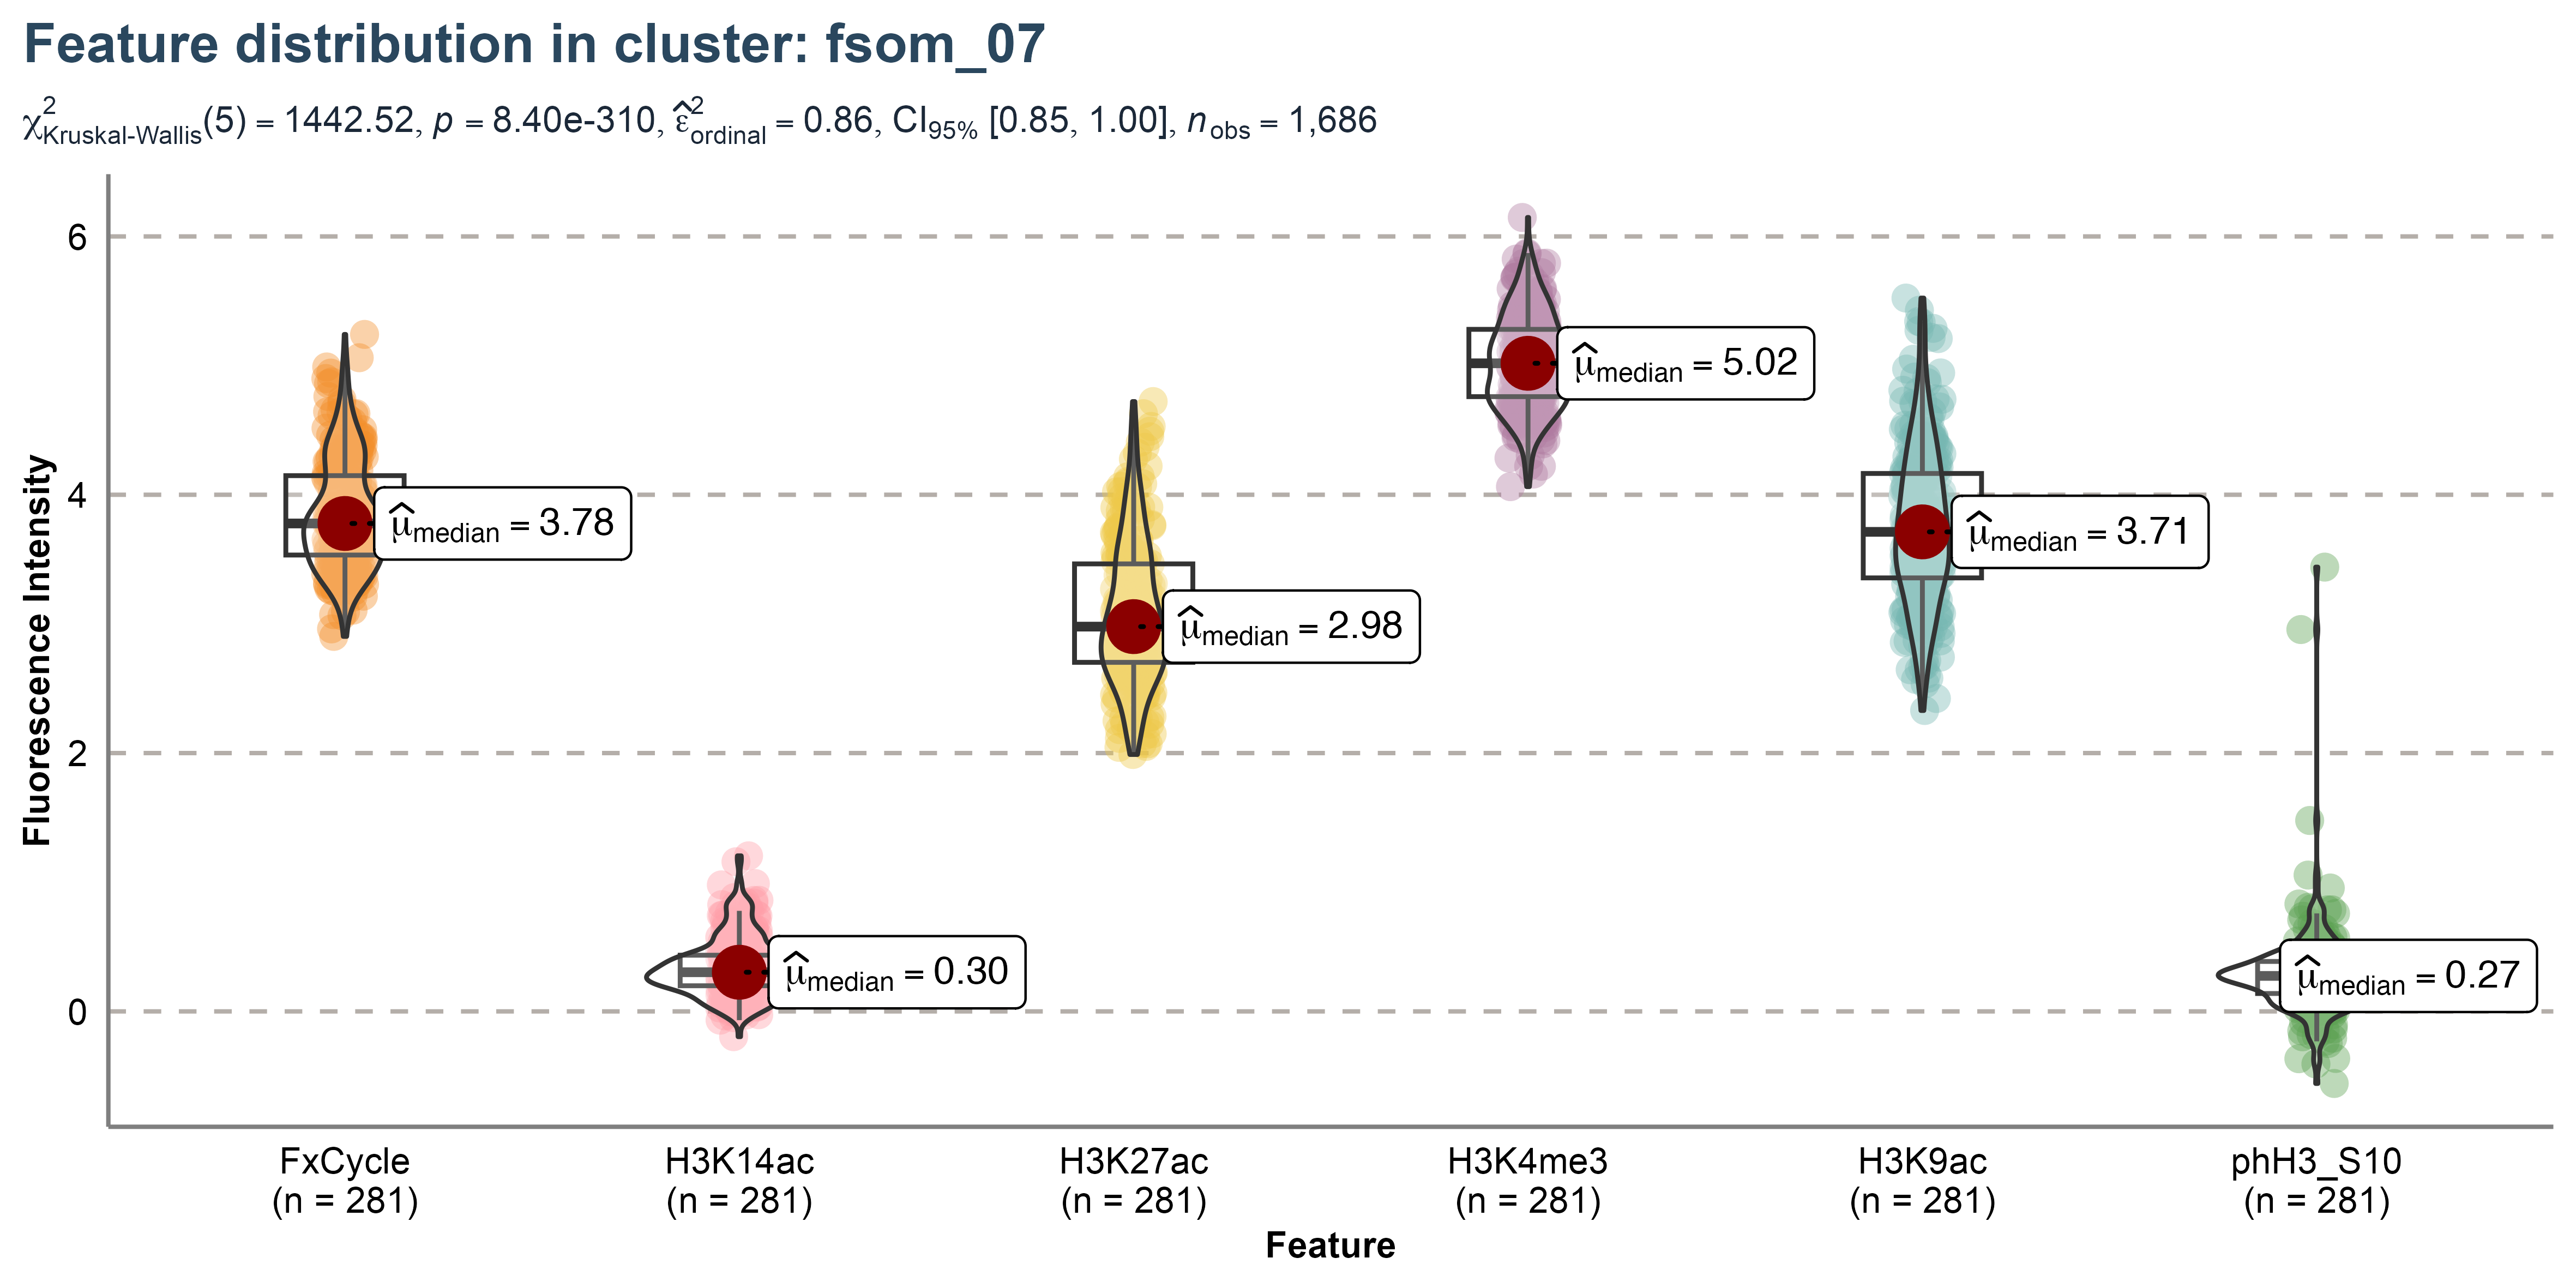 Feature distribution in cluster: fsom_07
χ²Kruskal-Wallis(5) = 1442.52, p = 8.40e-310, ε̂²ordinal = 0.86, CI95% [0.85, 1.00], nobs = 1,686
Fluorescence Intensity
6
4
2
0
μ̂median = 3.78
μ̂median = 0.30
μ̂median = 2.98
μ̂median = 5.02
μ̂median = 3.71
μ̂median = 0.27
FxCycle
(n = 281)
H3K14ac
(n = 281)
H3K27ac
(n = 281)
H3K4me3
(n = 281)
H3K9ac
(n = 281)
phH3_S10
(n = 281)
Feature